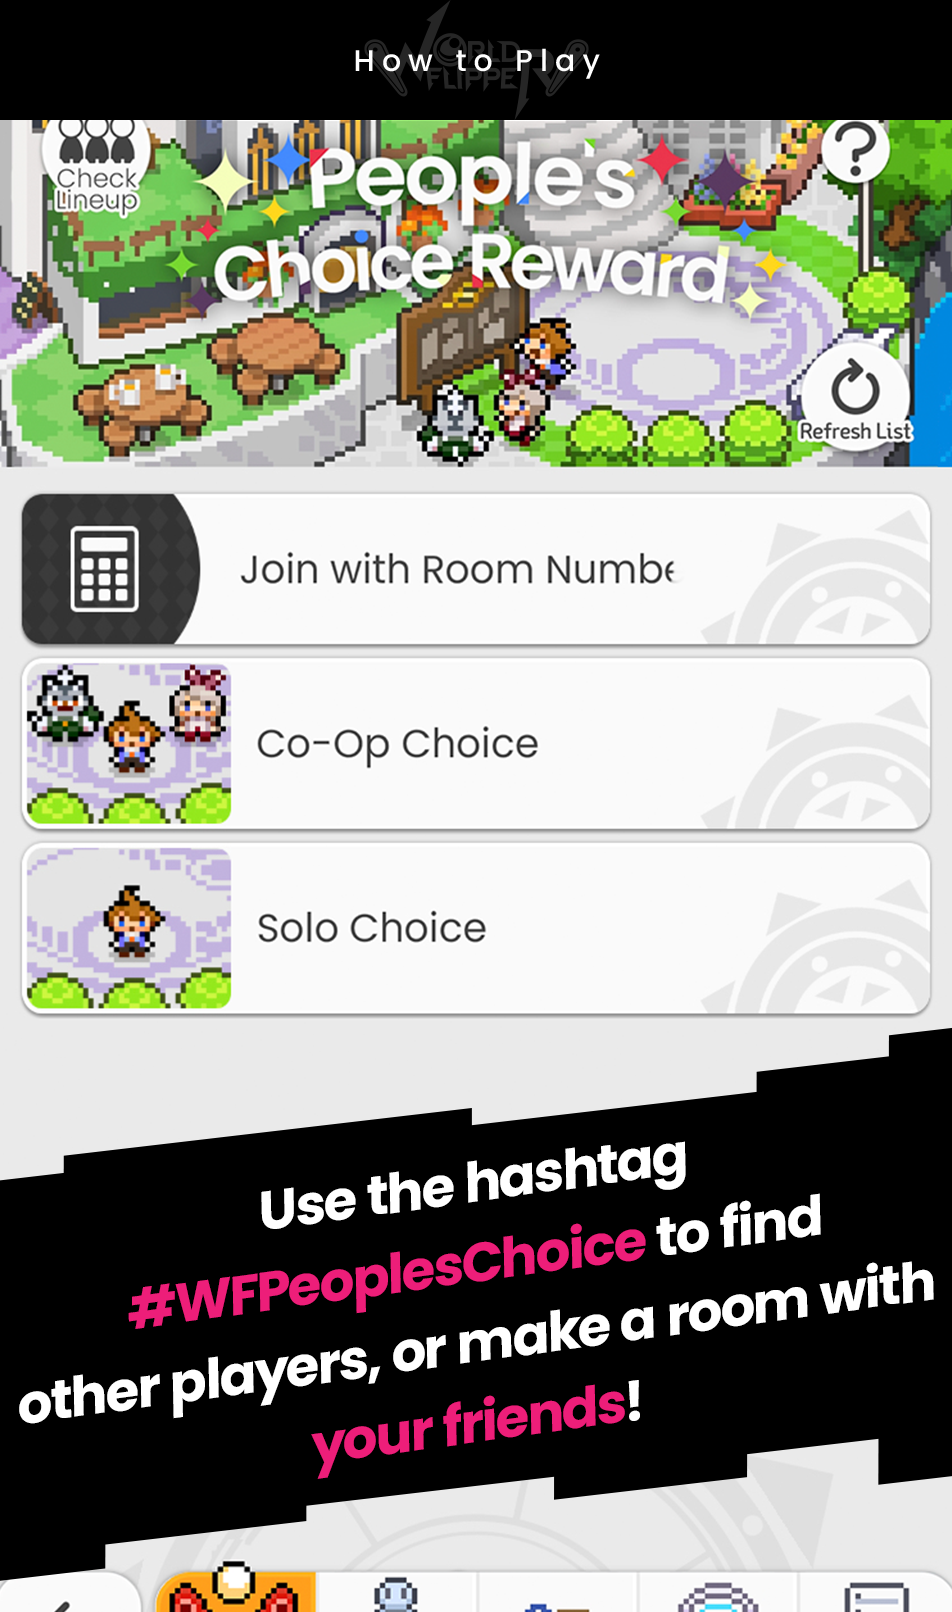 WORLD
FLIPPER
How to Play
Check
Lineup
People's
Choice Reward
?
Refresh List
Join with Room Numbe
Co-Op Choice
Solo Choice
Use the hashtag
#WFPeoplesChoice to find
other players, or make a room with
your friends!